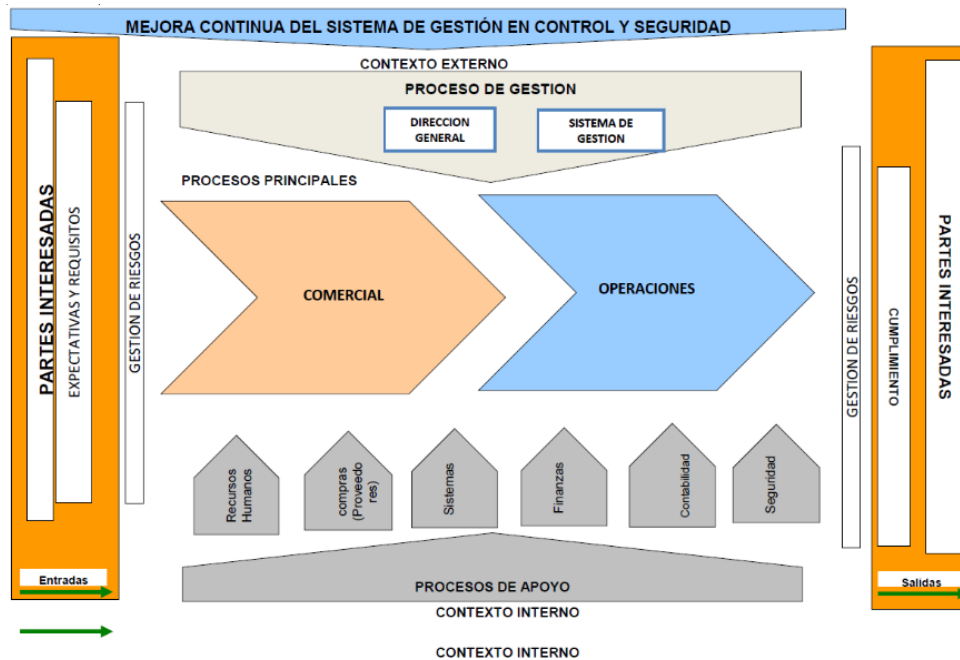 MEJORA CONTINUA DEL SISTEMA DE GESTIÓN EN CONTROL Y SEGURIDAD
CONTEXTO EXTERNO
PROCESO DE GESTION
DIRECCION
GENERAL
SISTEMA DE
GESTION
PARTES INTERESADAS
EXPECTATIVAS Y REQUISITOS
GESTION DE RIESGOS
PROCESOS PRINCIPALES
COMERCIAL
OPERACIONES
GESTION DE RIESGOS
CUMPLIMIENTO
PARTES INTERESADAS
Recursos
Humanos
compras
(Proveedo
res)
Sistemas
Finanzas
Contabilidad
Seguridad
Entradas
PROCESOS DE APOYO
Salidas
CONTEXTO INTERNO
CONTEXTO INTERNO